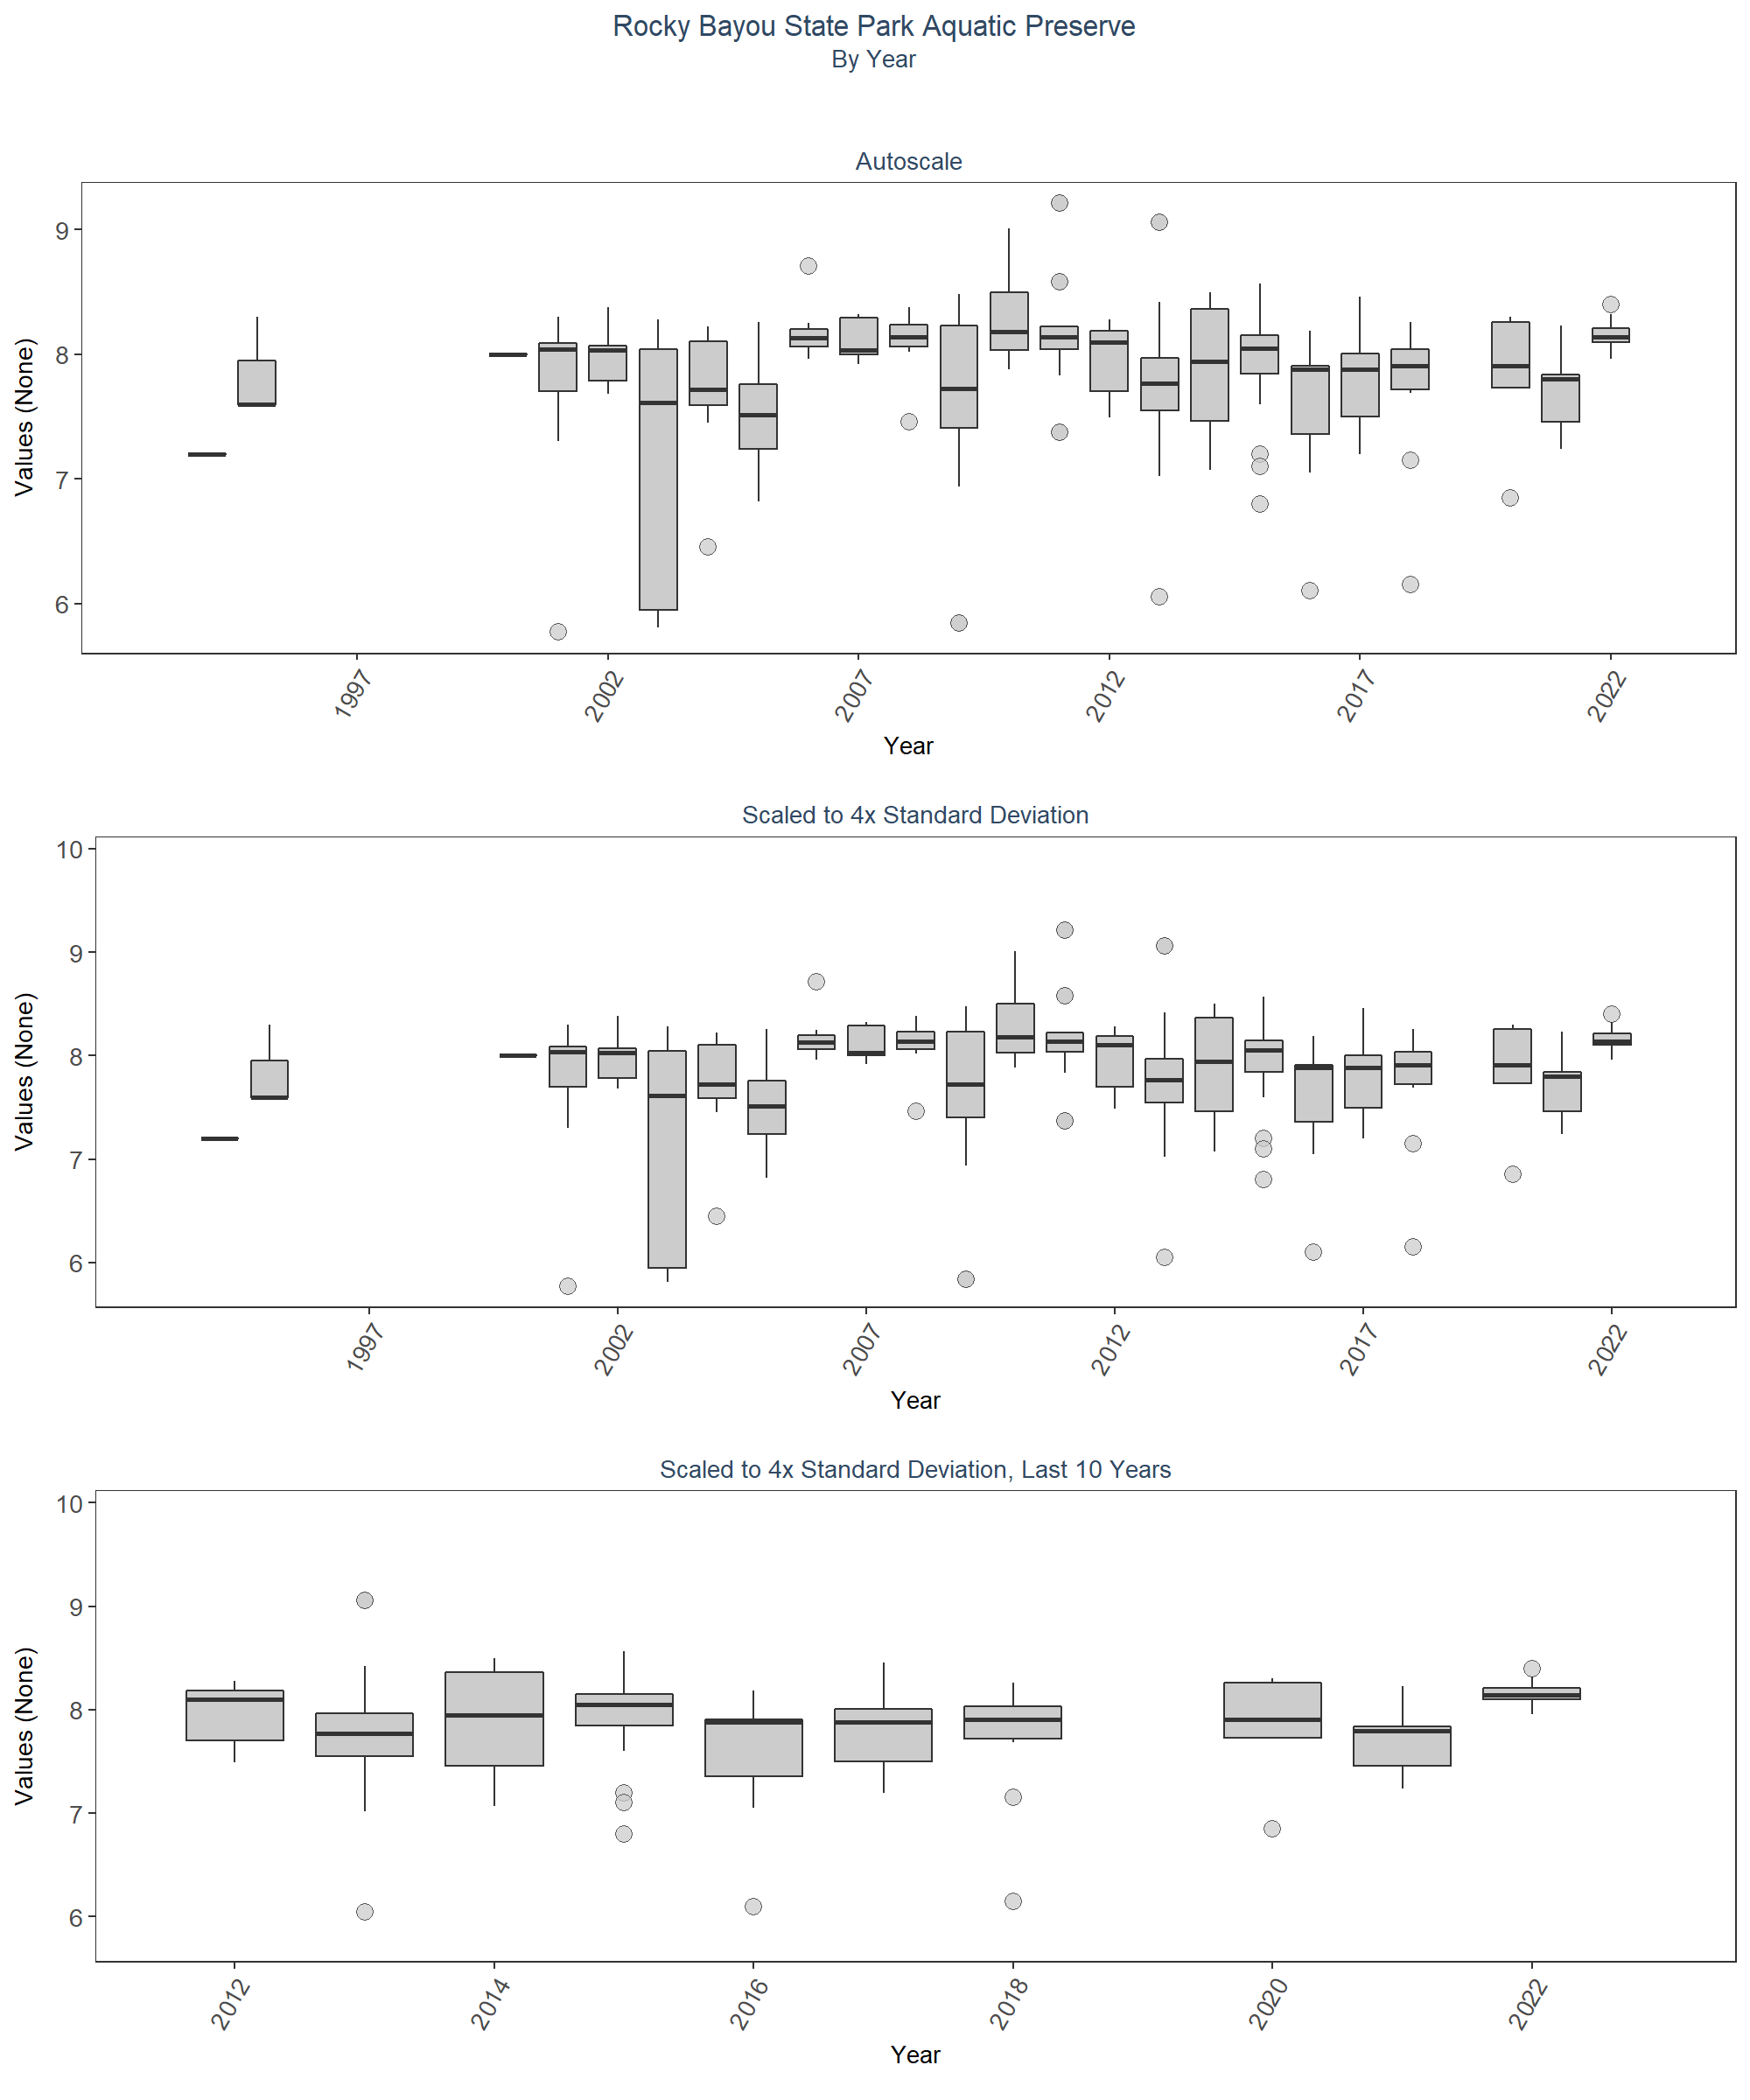 Rocky Bayou State Park Aquatic Preserve
By Year
Autoscale
Values (None)
9
8
7
6
1997
2002
2007
2012
2017
2022
Year
Scaled to 4x Standard Deviation
Values (None)
10
9
8
7
6
1997
2002
2007
2012
2017
2022
Year
Scaled to 4x Standard Deviation, Last 10 Years
Values (None)
10
9
8
7
6
2012
2014
2016
2018
2020
2022
Year